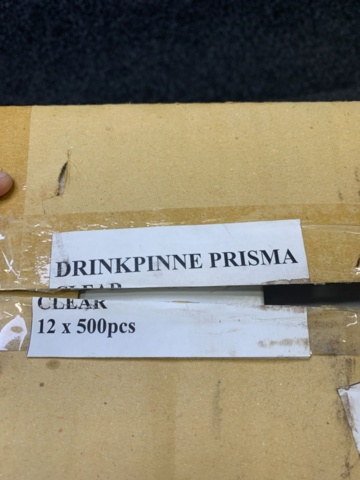 DRINKPINNE PRISMA
CLEAR
12 x 500pcs